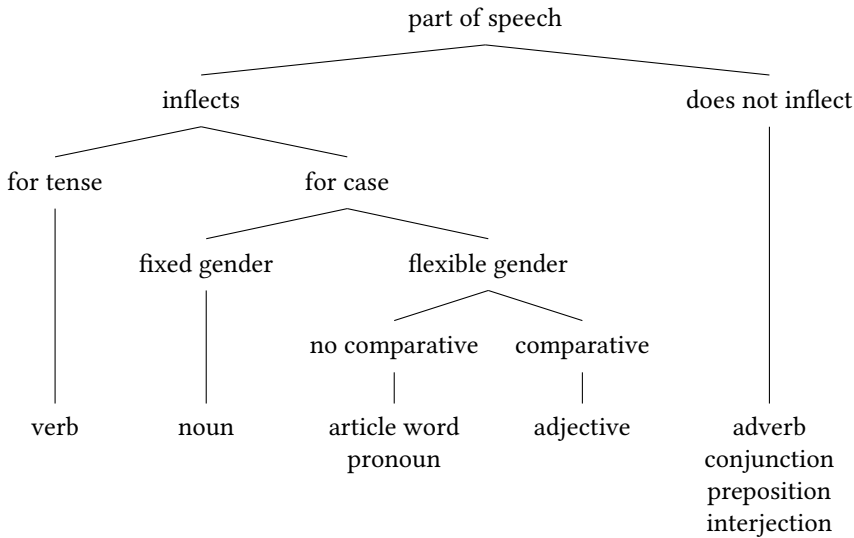 part of speech
inflects does not inflect
for tense for case
fixed gender flexible gender
no comparative comparative
verb noun article word adjective adverb
pronoun conjunction
preposition
interjection